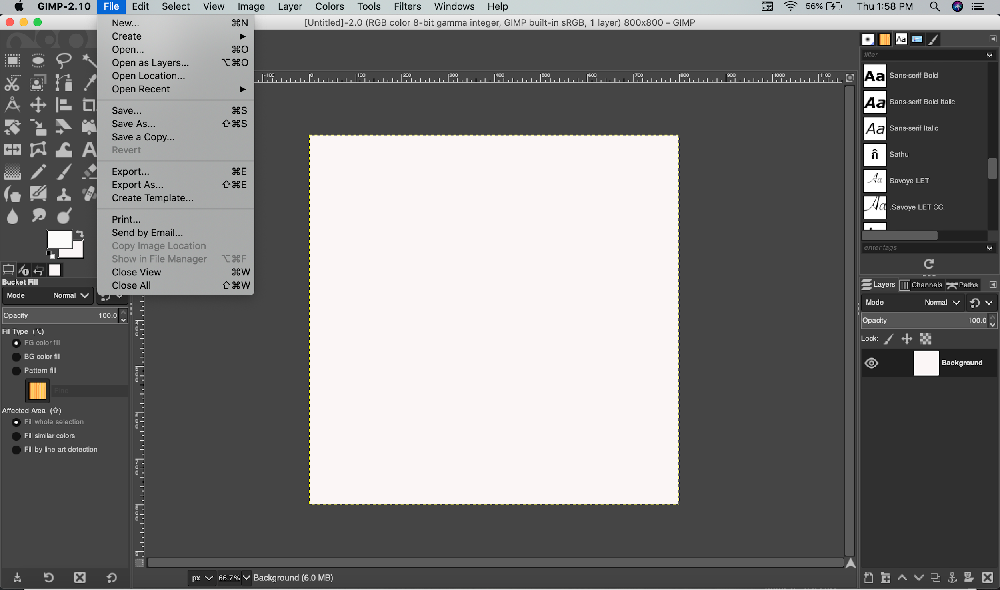 GIMP-2.10 File Edit Select View Image Layer Colors Tools Filters Windows Help 56% Thu 1:58 PM
[Untitled]-2.0 (RGB color 8-bit gamma integer, GIMP built-in sRGB, 1 layer) 800x800 – GIMP
New... ⌘N
Create ▶
Open... ⌘O
Open as Layers... ⌥⌘O
Open Location...
Open Recent ▶
Save... ⌘S
Save As... ⇧⌘S
Save a Copy...
Revert
Export... ⌘E
Export As... ⇧⌘E
Create Template...
Print...
Send by Email...
Copy Image Location
Show in File Manager ⌥⌘F
Close View ⌘W
Close All ⇧⌘W
-100 0 100 200 300 400 500 600 700 800 900 1000 1100
400
500
600
700
800
9
Bucket Fill
Mode Normal
Opacity 100.0
Fill Type (⌥)
FG color fill
BG color fill
Pattern fill
Pine
Affected Area (⇧)
Fill whole selection
Fill similar colors
Fill by line art detection
px 66.7% Background (6.0 MB)
Aa
filter
Aa Sans-serif Bold
Aa Sans-serif Bold Italic
Aa Sans-serif Italic
กิ Sathu
Aa Savoye LET
Aa .Savoye LET CC.
enter tags
Layers Channels Paths
Mode Normal
Opacity 100.0
Lock:
Background